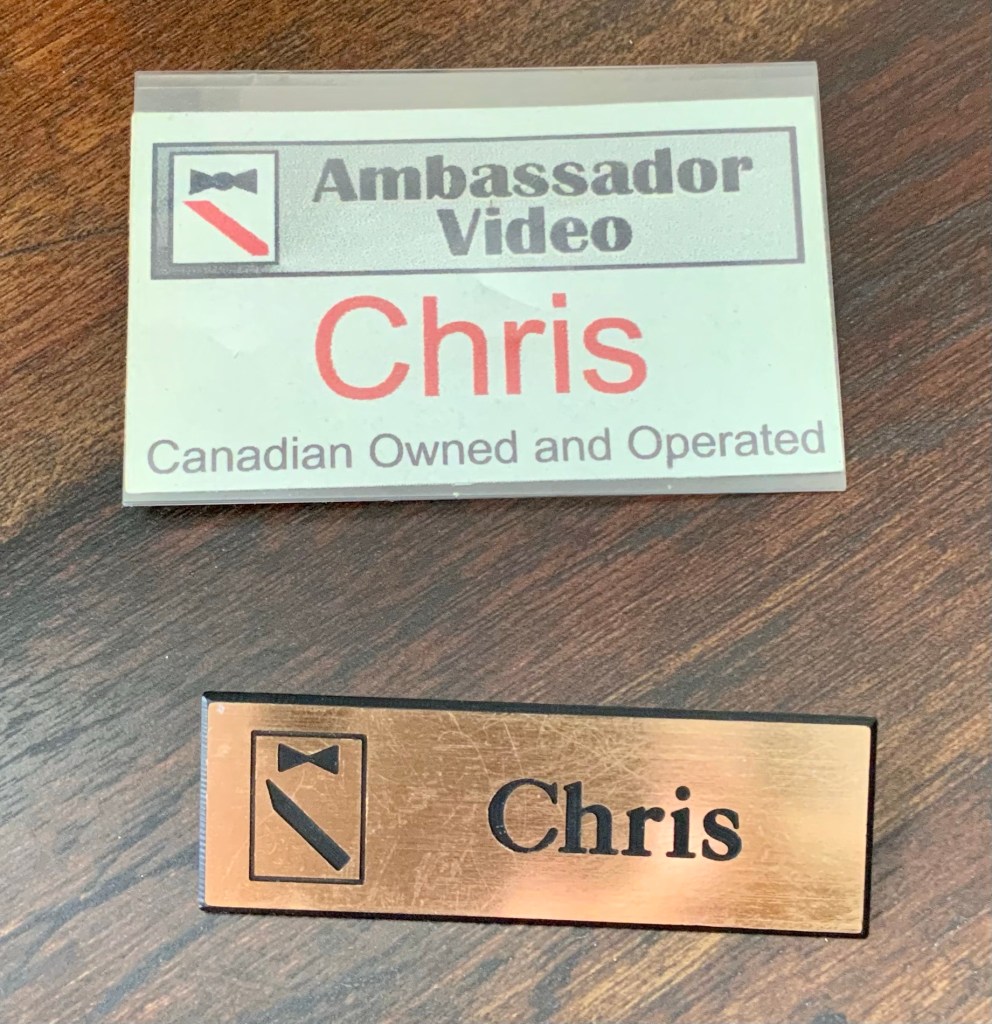 Ambassador
Video
Chris
Canadian Owned and Operated
Chris